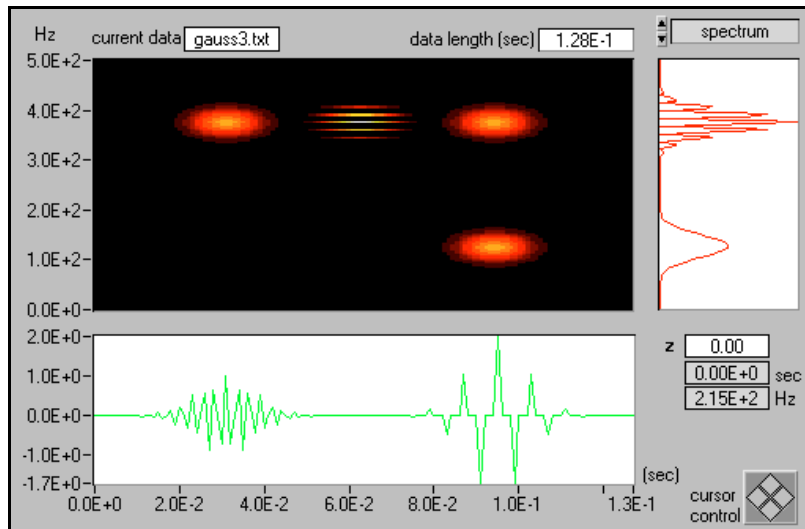 Hz current data gauss3.txt data length (sec) 1.28E-1 spectrum
5.0E+2
4.0E+2
3.0E+2
2.0E+2
1.0E+2
0.0E+0
2.0E+0
1.0E+0
0.0E+0
-1.0E+0
-1.7E+0
0.0E+0 2.0E-2 4.0E-2 6.0E-2 8.0E-2 1.0E-1 1.3E-1
(sec)
z 0.00
0.00E+0 sec
2.15E+2 Hz
cursor
control